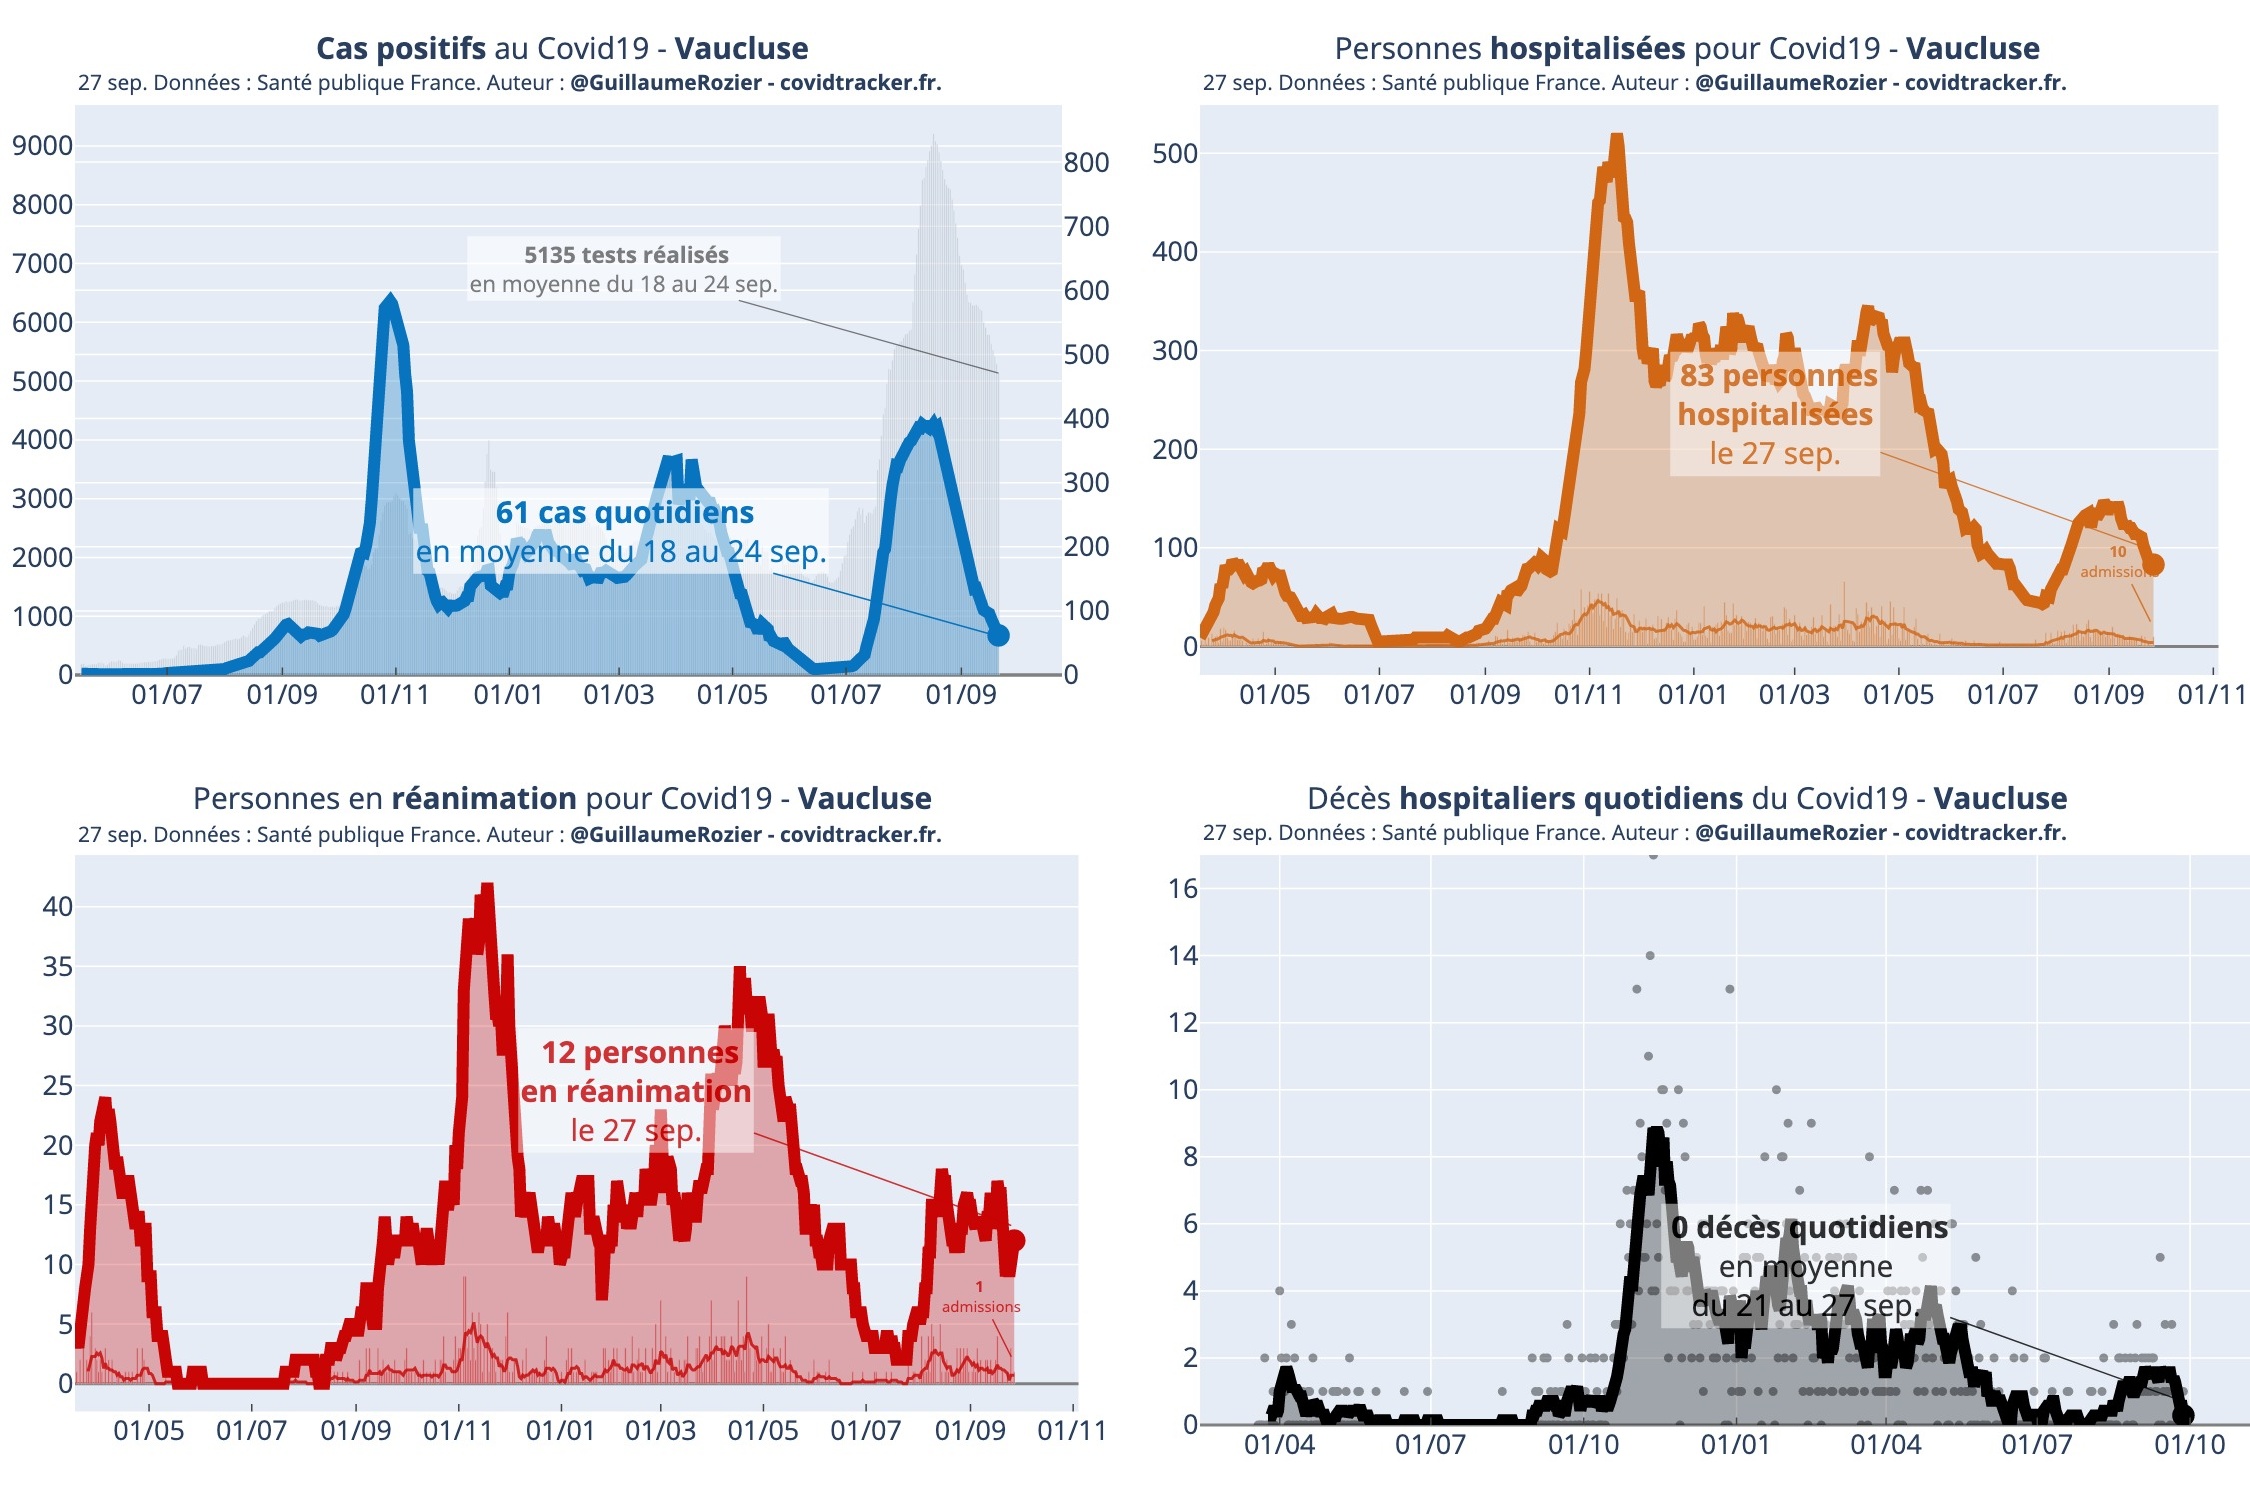 Cas positifs au Covid19 - Vaucluse
27 sep. Données : Santé publique France. Auteur : @GuillaumeRozier - covidtracker.fr.
9000
8000
7000
6000
5000
4000
3000
2000
1000
0
800
700
600
500
400
300
200
100
0
5135 tests réalisés
en moyenne du 18 au 24 sep.
61 cas quotidiens
en moyenne du 18 au 24 sep.
01/07 01/09 01/11 01/01 01/03 01/05 01/07 01/09
Personnes hospitalisées pour Covid19 - Vaucluse
27 sep. Données : Santé publique France. Auteur : @GuillaumeRozier - covidtracker.fr.
500
400
300
200
100
0
83 personnes
hospitalisées
le 27 sep.
10
admissions
01/05 01/07 01/09 01/11 01/01 01/03 01/05 01/07 01/09 01/11
Personnes en réanimation pour Covid19 - Vaucluse
27 sep. Données : Santé publique France. Auteur : @GuillaumeRozier - covidtracker.fr.
40
35
30
25
20
15
10
5
0
12 personnes
en réanimation
le 27 sep.
1
admissions
01/05 01/07 01/09 01/11 01/01 01/03 01/05 01/07 01/09 01/11
Décès hospitaliers quotidiens du Covid19 - Vaucluse
27 sep. Données : Santé publique France. Auteur : @GuillaumeRozier - covidtracker.fr.
16
14
12
10
8
6
4
2
0
0 décès quotidiens
en moyenne
du 21 au 27 sep.
01/04 01/07 01/10 01/01 01/04 01/07 01/10